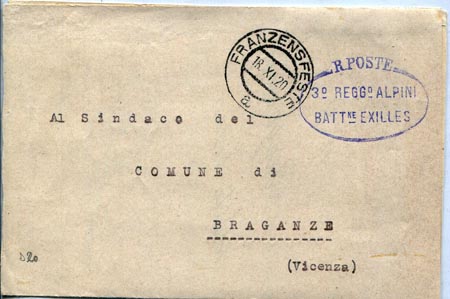 FRANZENSFESTE
18.XI.20
a
R.POSTE
3º REGGº ALPINI
BATTNE EXILLES
Al Sindaco del
COMUNE di
BRAGANZE
(Vicenza)